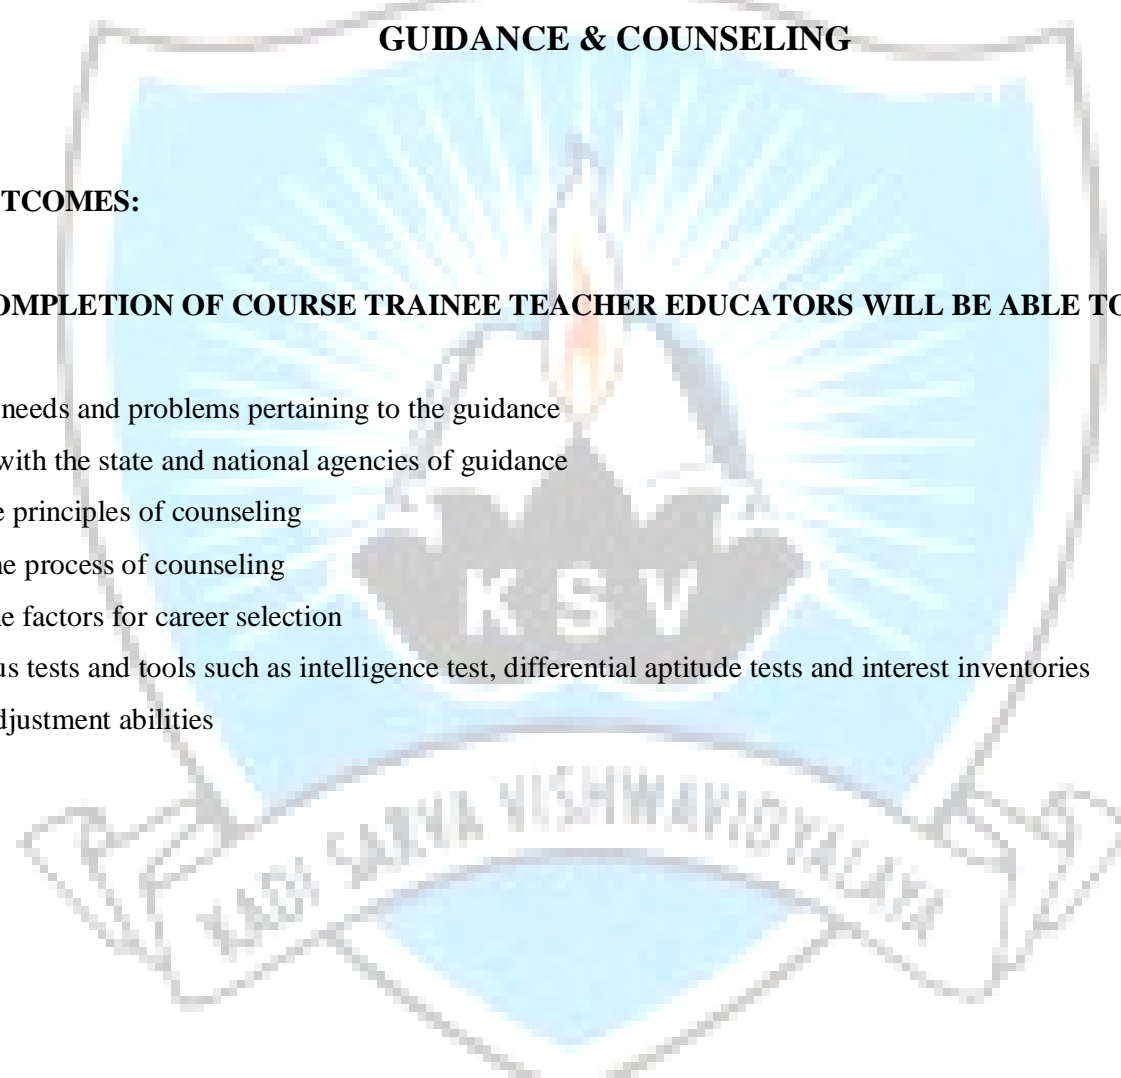 GUIDANCE & COUNSELING
TCOMES:
OMPLETION OF COURSE TRAINEE TEACHER EDUCATORS WILL BE ABLE TO
needs and problems pertaining to the guidance
with the state and national agencies of guidance
e principles of counseling
he process of counseling
he factors for career selection
us tests and tools such as intelligence test, differential aptitude tests and interest inventories
djustment abilities
K S V
KADI SARVA VISHWAVIDYALAYA